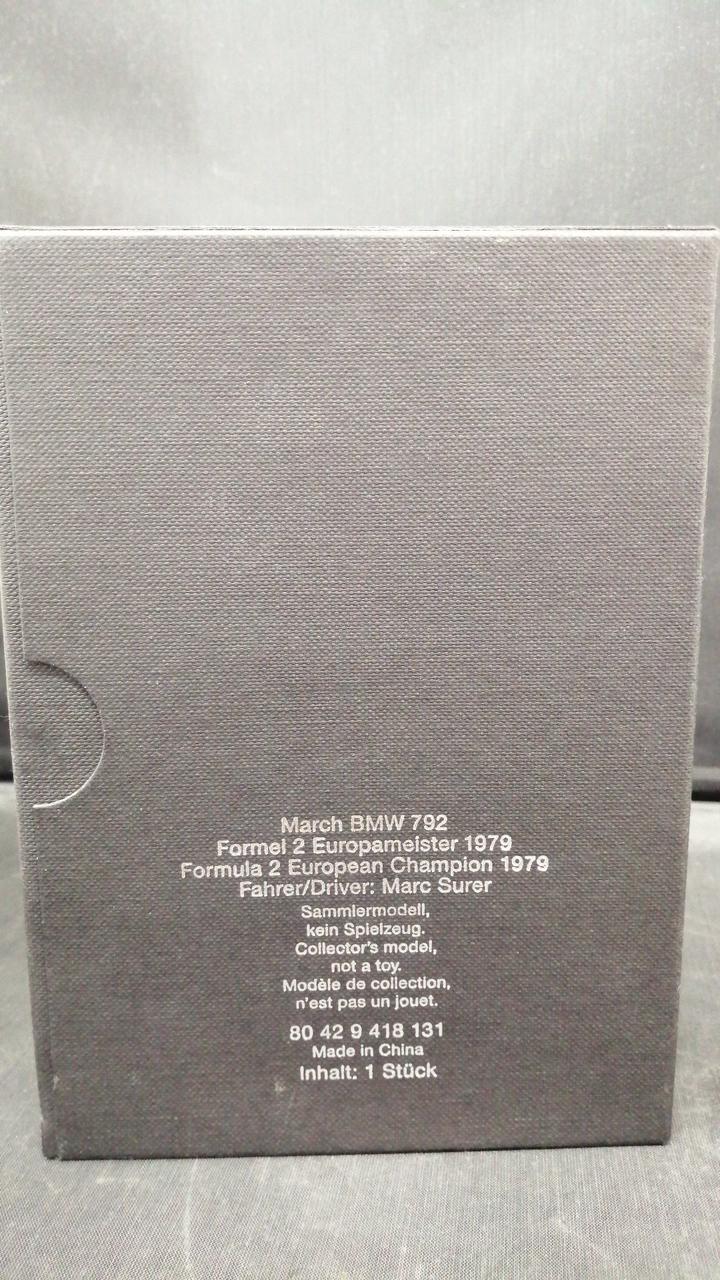 March BMW 792
Formel 2 Europameister 1979
Formula 2 European Champion 1979
Fahrer/Driver: Marc Surer
Sammlermodell,
kein Spielzeug.
Collector's model,
not a toy.
Modèle de collection,
n'est pas un jouet.
80 42 9 418 131
Made in China
Inhalt: 1 Stück